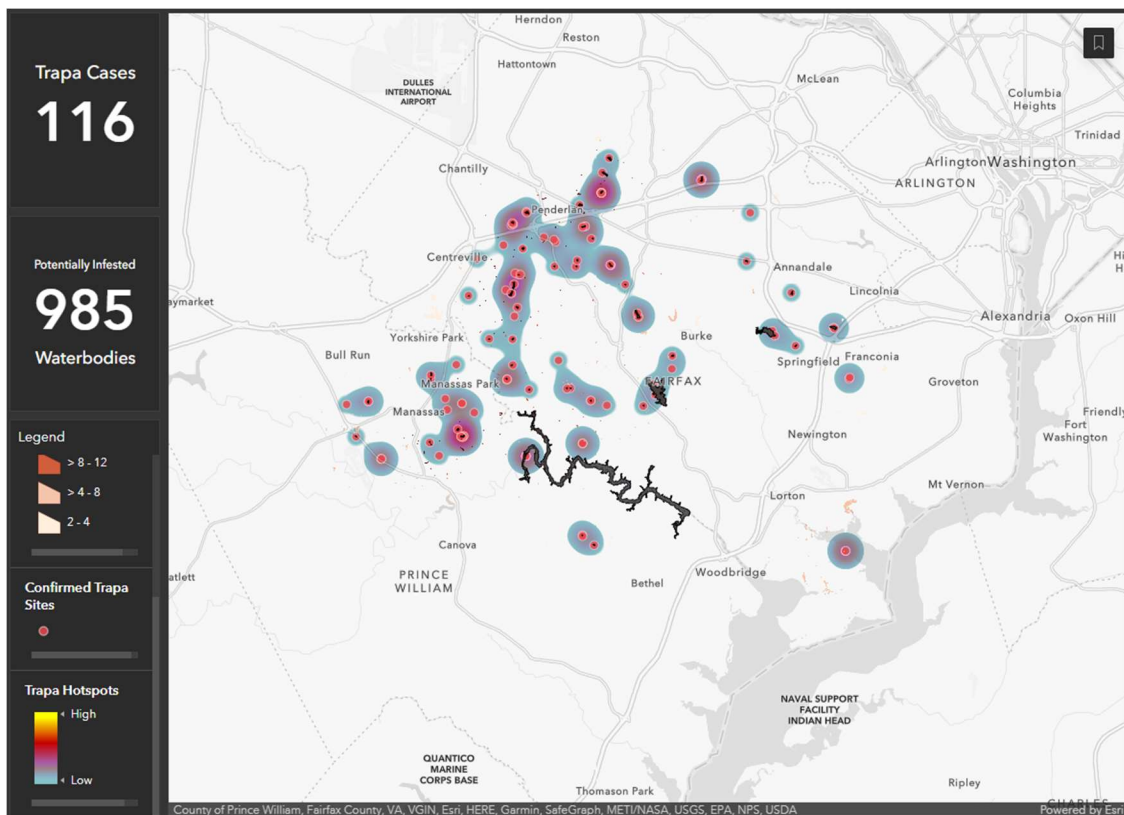 Trapa Cases
116
Potentially Infested
985
Waterbodies
Legend
> 8 - 12
> 4 - 8
2 - 4
Confirmed Trapa
Sites
Trapa Hotspots
High
Low
Herndon
Reston
Hattontown
DULLES
INTERNATIONAL
AIRPORT
McLean
Columbia
Heights
Trinidad
Arlington
Washington
ARLINGTON
Chantilly
Penderlan
Centreville
Annandale
Lincolnia
Alexandria
Oxon Hill
aymarket
Yorkshire Park
Burke
Bull Run
Springfield
Franconia
Manassas Park
FAIRFAX
Groveton
Manassas
Friendly
Fort
Washington
Newington
Mt Vernon
Lorton
Canova
Woodbridge
atlett
PRINCE
WILLIAM
Bethel
NAVAL SUPPORT
FACILITY
INDIAN HEAD
QUANTICO
MARINE
CORPS BASE
Ripley
Thomason Park
CHARLES
County of Prince William, Fairfax County, VA, VGIN, Esri, HERE, Garmin, SafeGraph, METI/NASA, USGS, EPA, NPS, USDA
Powered by Esri